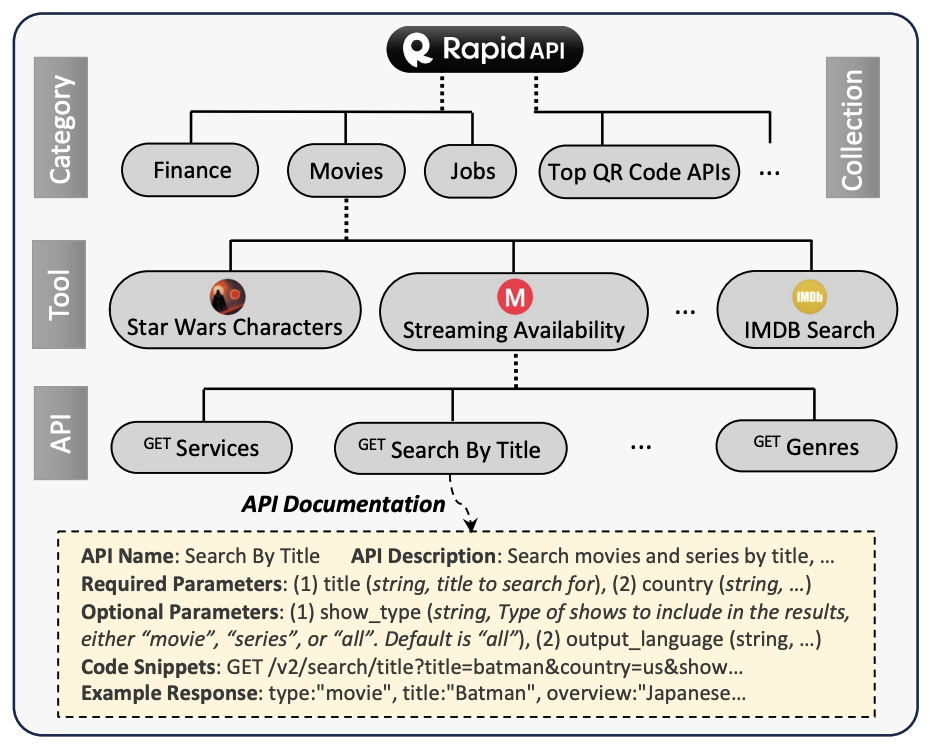 Rapid API
Category
Collection
Finance
Movies
Jobs
Top QR Code APIs
...
Tool
Star Wars Characters
M
Streaming Availability
...
IMDb
IMDB Search
API
GET Services
GET Search By Title
...
GET Genres
API Documentation
API Name: Search By Title API Description: Search movies and series by title, ...
Required Parameters: (1) title (string, title to search for), (2) country (string, ...)
Optional Parameters: (1) show_type (string, Type of shows to include in the results,
either “movie”, “series”, or “all”. Default is “all”), (2) output_language (string, ...)
Code Snippets: GET /v2/search/title?title=batman&country=us&show...
Example Response: type:"movie", title:"Batman", overview:"Japanese...